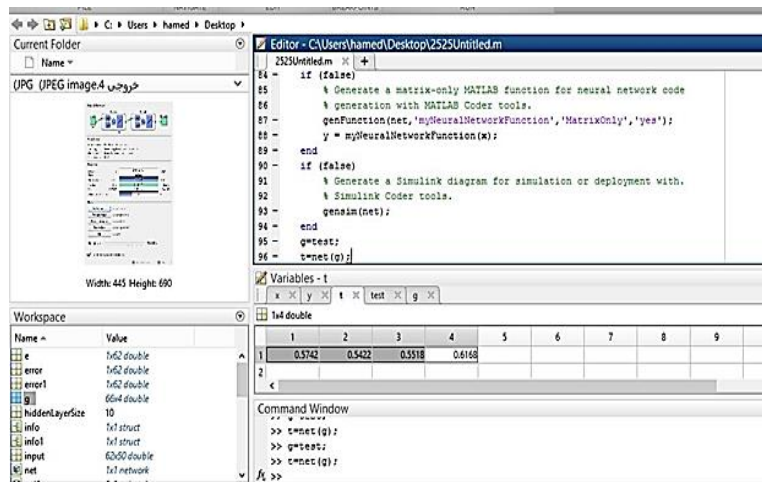 C: ▸ Users ▸ hamed ▸ Desktop ▸
Current Folder
Name
(JPG (JPEG image.4 خروجی
Width: 445 Height: 690
Workspace
Name Value
e 1x62 double
error 1x62 double
error1 1x62 double
g 66x4 double
hiddenLayerSize 10
info 1x1 struct
info1 1x1 struct
input 62x50 double
net 1x1 network
Editor - C:\Users\hamed\Desktop\2525Untitled.m
2525Untitled.m × +
84 - if (false)
85 % Generate a matrix-only MATLAB function for neural network code
86 % generation with MATLAB Coder tools.
87 - genFunction(net,'myNeuralNetworkFunction','MatrixOnly','yes');
88 - y = myNeuralNetworkFunction(x);
89 - end
90 - if (false)
91 % Generate a Simulink diagram for simulation or deployment with.
92 % Simulink Coder tools.
93 - gensim(net);
94 - end
95 - g=test;
96 - t=net(g);
Variables - t
x × y × t × test × g ×
1x4 double
1 2 3 4 5 6 7 8 9
1 0.5742 0.5422 0.5518 0.6168
2
Command Window
>> t=net(g);
>> g=test;
>> t=net(g);
fx >>